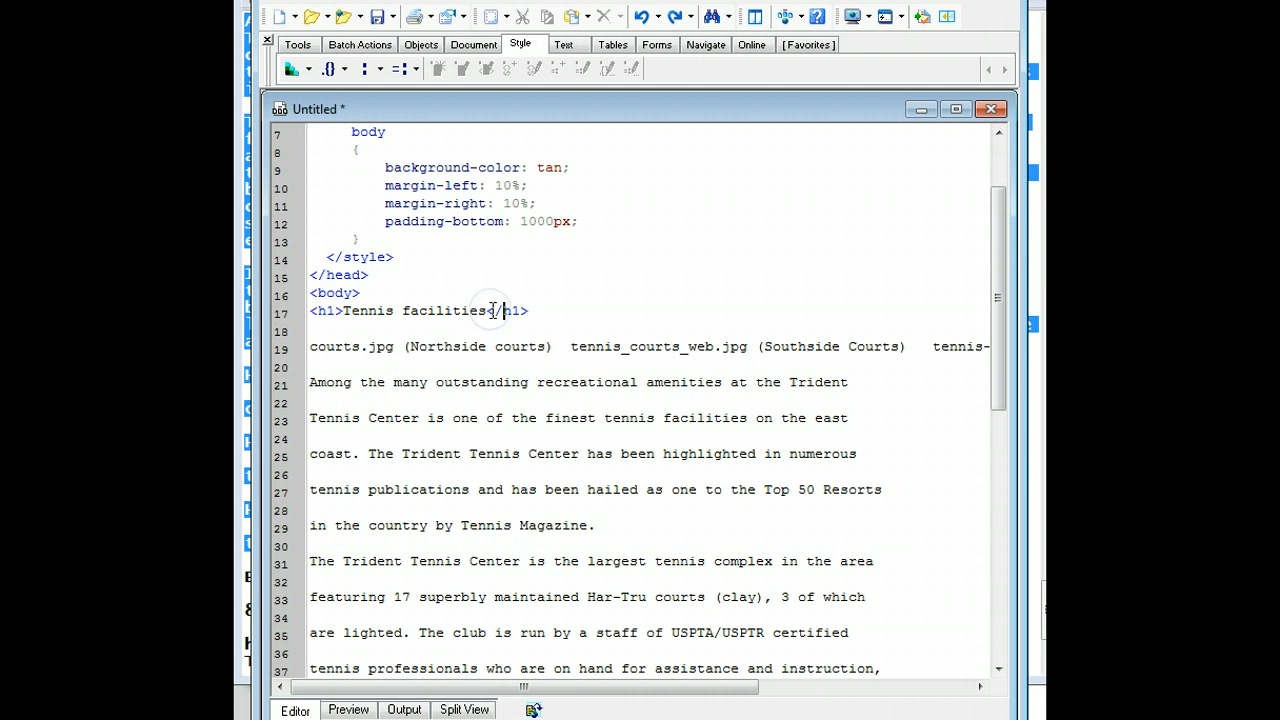 Tools Batch Actions Objects Document Style Text Tables Forms Navigate Online [ Favorites ]
Untitled *
7 body
8 {
9 background-color: tan;
10 margin-left: 10%;
11 margin-right: 10%;
12 padding-bottom: 1000px;
13 }
14 </style>
15 </head>
16 <body>
17 <h1>Tennis facilities</h1>
18
19 courts.jpg (Northside courts) tennis_courts_web.jpg (Southside Courts) tennis-
20
21 Among the many outstanding recreational amenities at the Trident
22
23 Tennis Center is one of the finest tennis facilities on the east
24
25 coast. The Trident Tennis Center has been highlighted in numerous
26
27 tennis publications and has been hailed as one to the Top 50 Resorts
28
29 in the country by Tennis Magazine.
30
31 The Trident Tennis Center is the largest tennis complex in the area
32
33 featuring 17 superbly maintained Har-Tru courts (clay), 3 of which
34
35 are lighted. The club is run by a staff of USPTA/USPTR certified
36
37 tennis professionals who are on hand for assistance and instruction,
Editor Preview Output Split View